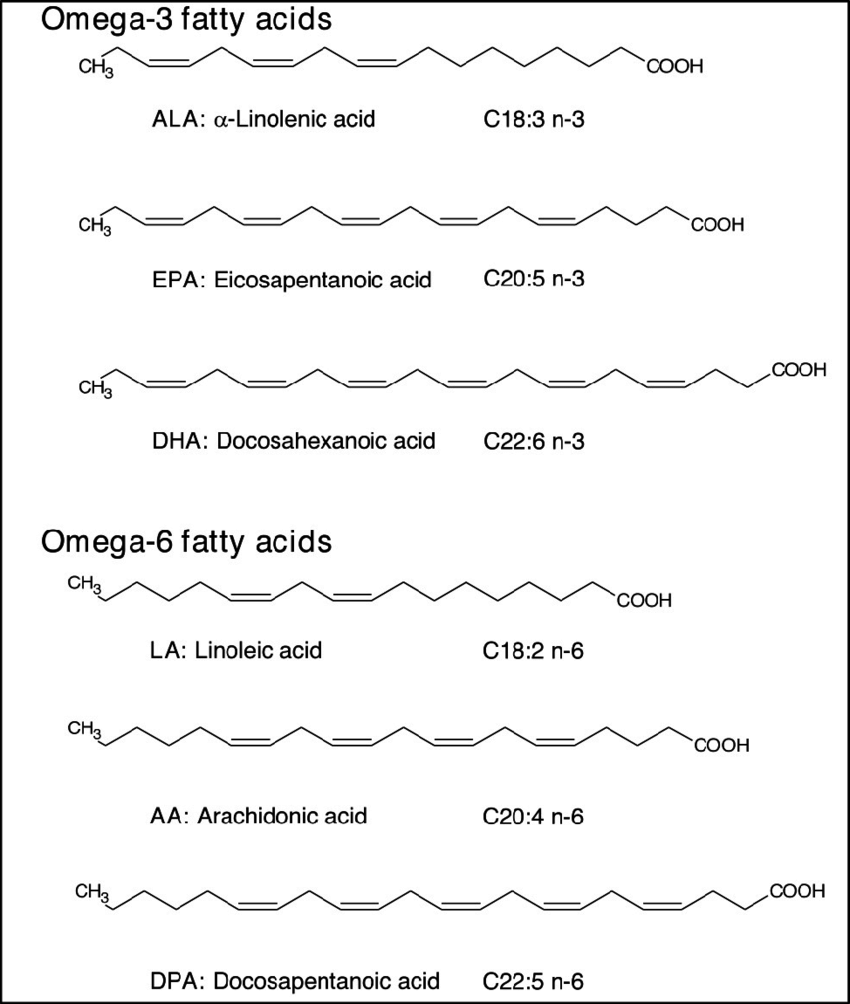 Omega-3 fatty acids
CH3 COOH
ALA: α-Linolenic acid C18:3 n-3
CH3 COOH
EPA: Eicosapentanoic acid C20:5 n-3
CH3 COOH
DHA: Docosahexanoic acid C22:6 n-3
Omega-6 fatty acids
CH3 COOH
LA: Linoleic acid C18:2 n-6
CH3 COOH
AA: Arachidonic acid C20:4 n-6
CH3 COOH
DPA: Docosapentanoic acid C22:5 n-6